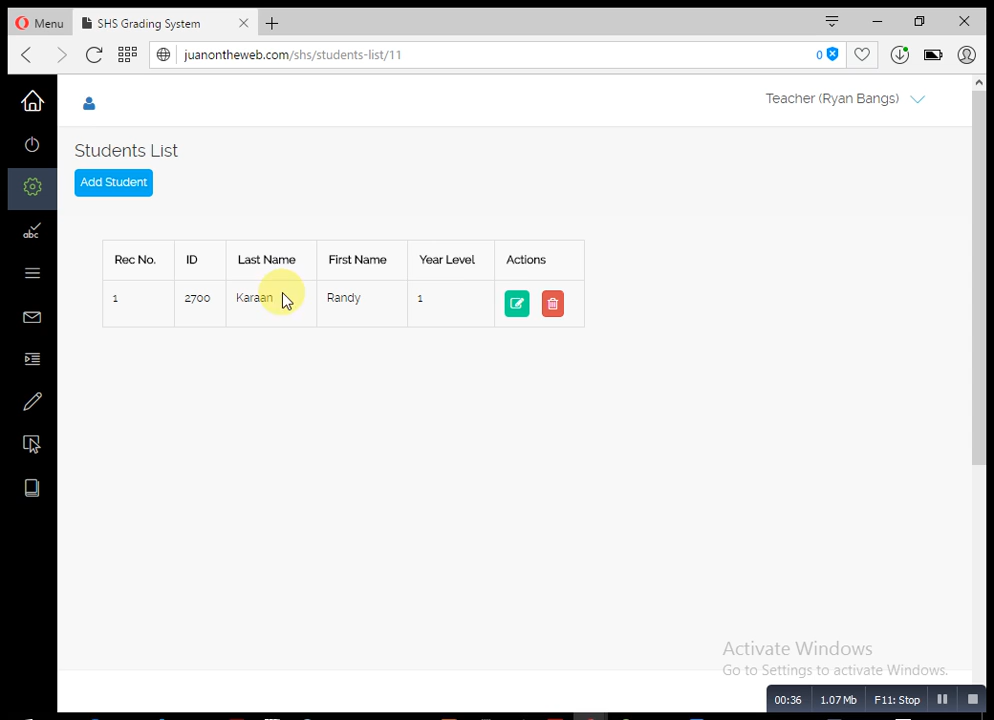 Menu
SHS Grading System
juanontheweb.com/shs/students-list/11
0
Teacher (Ryan Bangs)
Students List
Add Student
Rec No. ID Last Name First Name Year Level Actions
1 2700 Karaan Randy 1
abc
Activate Windows
Go to Settings to activate Windows.
00:36 1.07 Mb F11: Stop